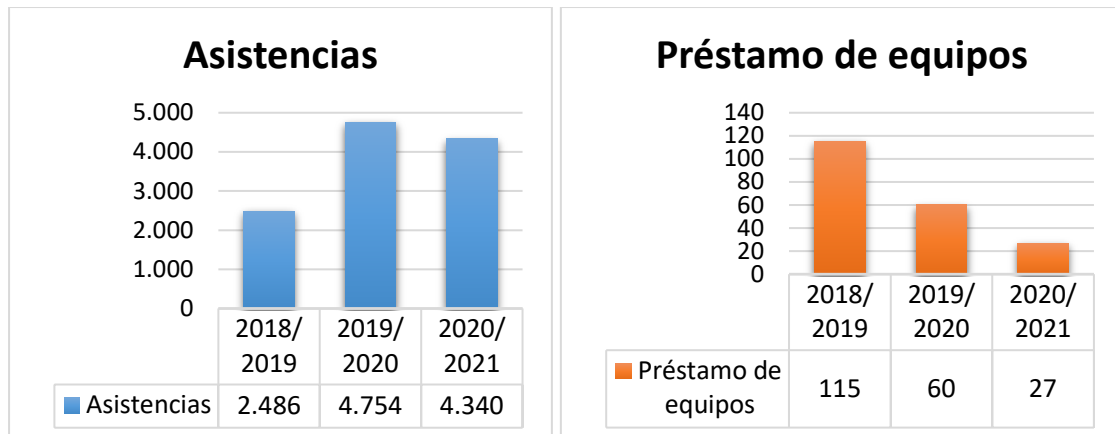 Asistencias
5.000
4.000
3.000
2.000
1.000
0
2018/ 2019/ 2020/
2019 2020 2021
Asistencias 2.486 4.754 4.340
Préstamo de equipos
140
120
100
80
60
40
20
0
2018/ 2019/ 2020/
2019 2020 2021
Préstamo de
equipos
115 60 27